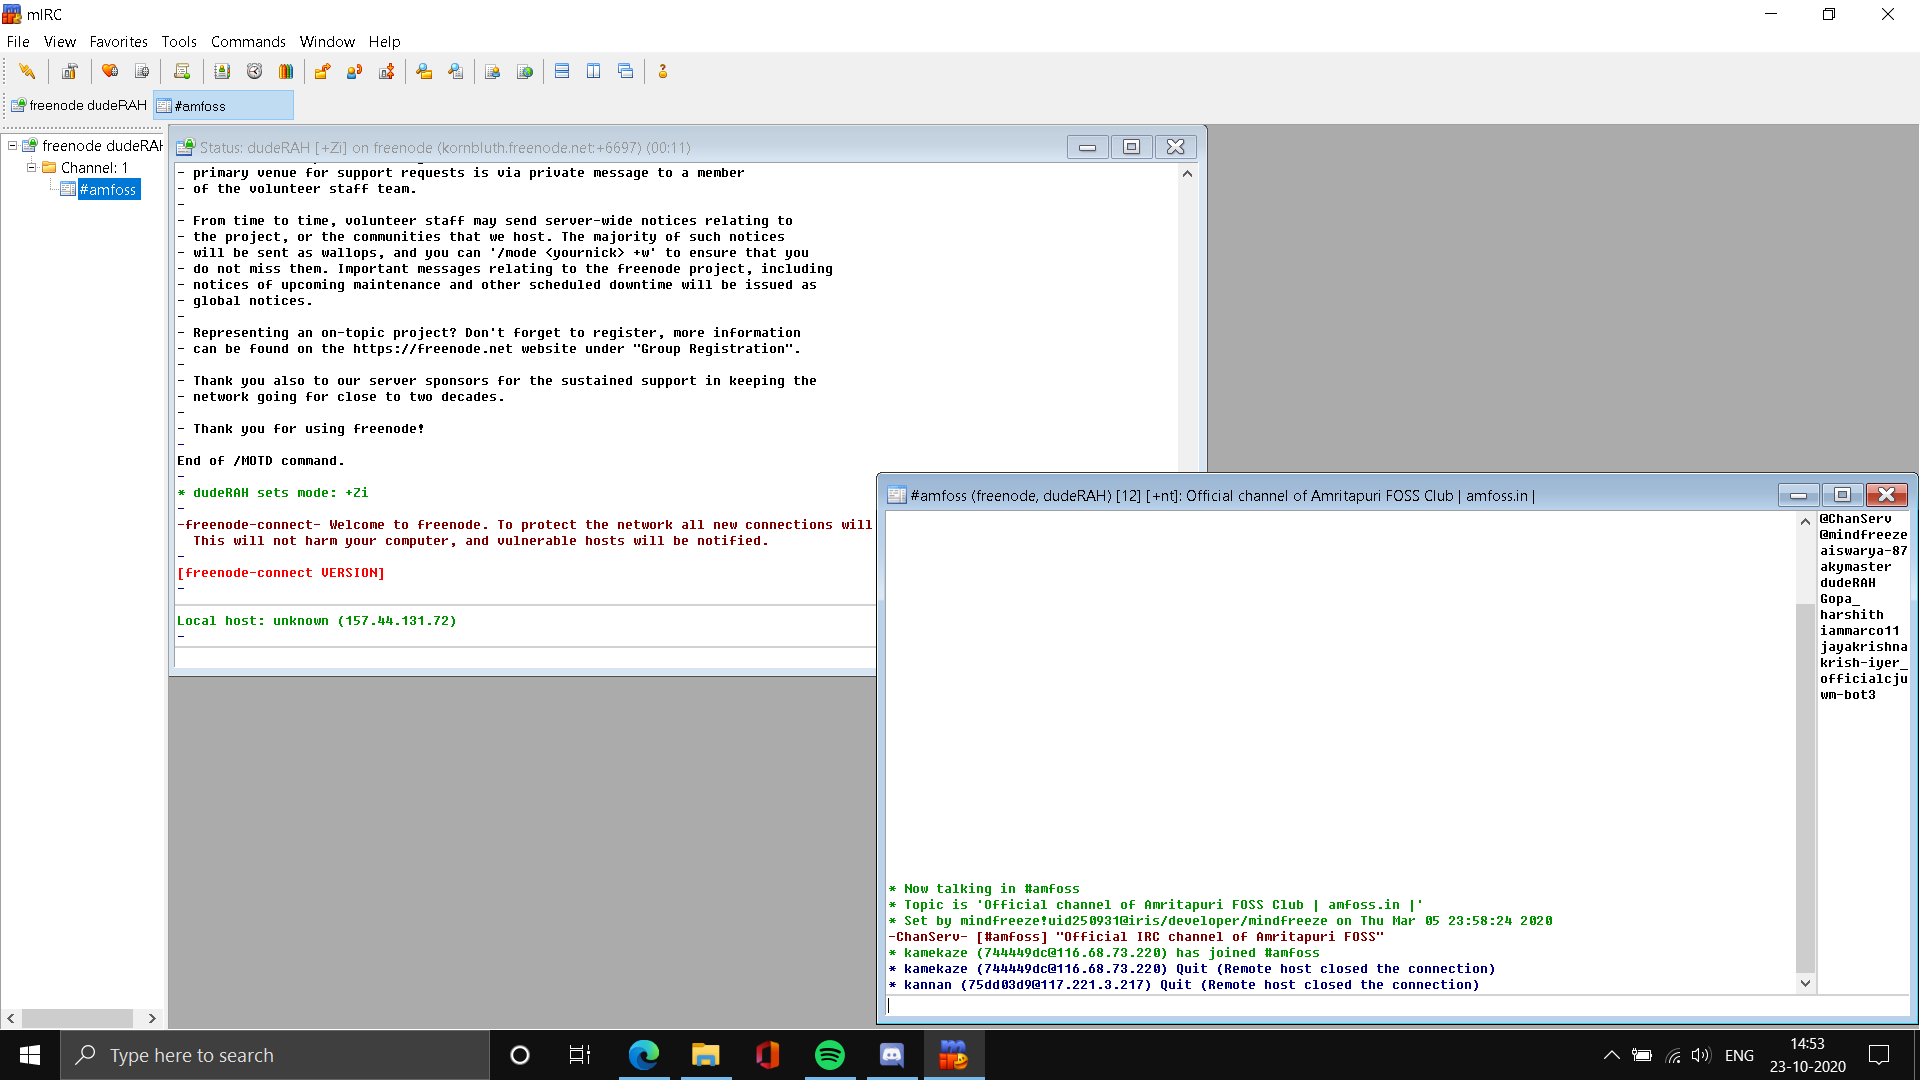 mIRC
File View Favorites Tools Commands Window Help
freenode dudeRAH #amfoss
freenode dudeRAH
Channel: 1
#amfoss
Status: dudeRAH [+Zi] on freenode (kornbluth.freenode.net:+6697) (00:11)
- primary venue for support requests is via private message to a member
- of the volunteer staff team.
-
- From time to time, volunteer staff may send server-wide notices relating to
- the project, or the communities that we host. The majority of such notices
- will be sent as wallops, and you can '/mode <yournick> +w' to ensure that you
- do not miss them. Important messages relating to the freenode project, including
- notices of upcoming maintenance and other scheduled downtime will be issued as
- global notices.
-
- Representing an on-topic project? Don't forget to register, more information
- can be found on the https://freenode.net website under "Group Registration".
-
- Thank you also to our server sponsors for the sustained support in keeping the
- network going for close to two decades.
-
- Thank you for using freenode!
-
End of /MOTD command.
-
* dudeRAH sets mode: +Zi
-
-freenode-connect- Welcome to freenode. To protect the network all new connections will
This will not harm your computer, and vulnerable hosts will be notified.
-
[freenode-connect VERSION]
-
Local host: unknown (157.44.131.72)
-
#amfoss (freenode, dudeRAH) [12] [+nt]: Official channel of Amritapuri FOSS Club | amfoss.in |
* Now talking in #amfoss
* Topic is 'Official channel of Amritapuri FOSS Club | amfoss.in |'
* Set by mindfreeze!uid250931@iris/developer/mindfreeze on Thu Mar 05 23:58:24 2020
-ChanServ- [#amfoss] "Official IRC channel of Amritapuri FOSS"
* kamekaze (744449dc@116.68.73.220) has joined #amfoss
* kamekaze (744449dc@116.68.73.220) Quit (Remote host closed the connection)
* kannan (75dd03d9@117.221.3.217) Quit (Remote host closed the connection)
@ChanServ
@mindfreeze
aiswarya-87
akymaster
dudeRAH
Gopa_
harshith
iammarco11
jayakrishna
krish-iyer_
officialcju
wm-bot3
Type here to search
ENG
14:53
23-10-2020